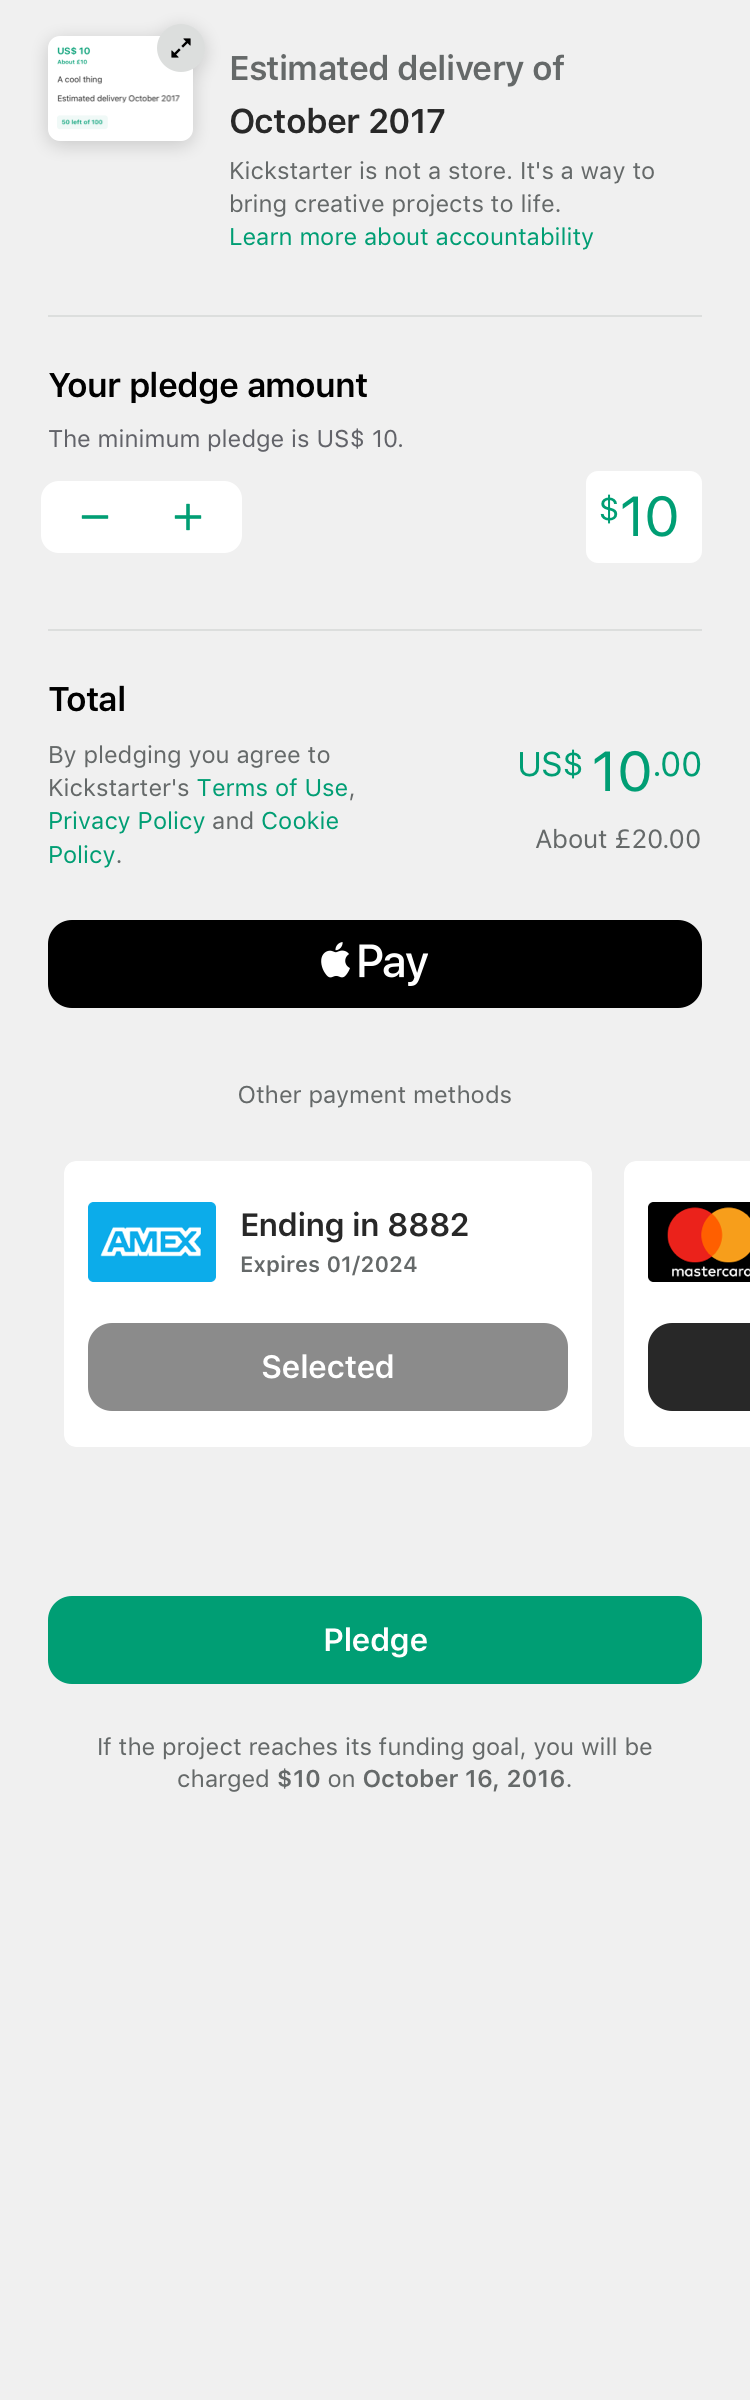 US$ 10
About £10
A cool thing
Estimated delivery October 2017
50 left of 100
Estimated delivery of
October 2017
Kickstarter is not a store. It's a way to
bring creative projects to life.
Learn more about accountability
Your pledge amount
The minimum pledge is US$ 10.
$10
Total
By pledging you agree to
Kickstarter's Terms of Use,
Privacy Policy and Cookie
Policy.
US$ 10.00
About £20.00
Pay
Other payment methods
AMEX
Ending in 8882
Expires 01/2024
Selected
mastercard
Pledge
If the project reaches its funding goal, you will be
charged $10 on October 16, 2016.